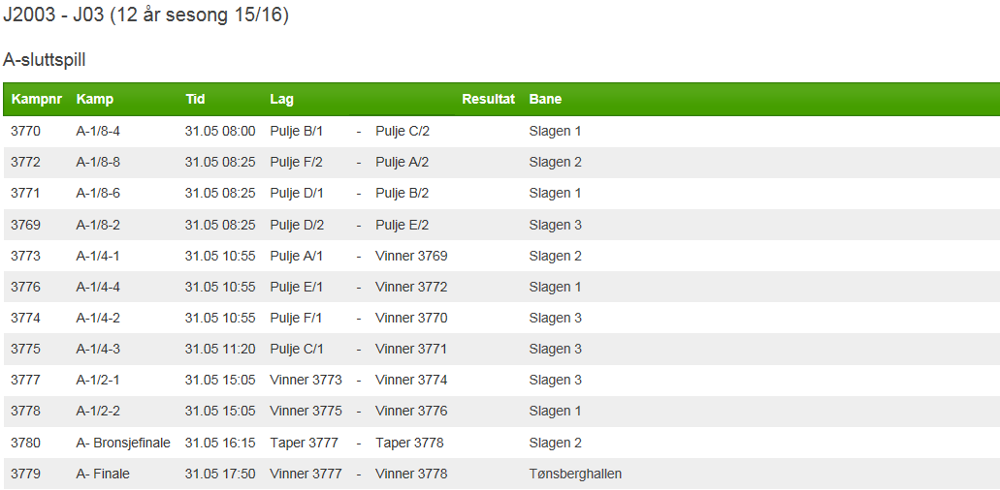 J2003 - J03 (12 år sesong 15/16)
A-sluttspill
Kampnr Kamp Tid Lag Resultat Bane
3770 A-1/8-4 31.05 08:00 Pulje B/1 - Pulje C/2 Slagen 1
3772 A-1/8-8 31.05 08:25 Pulje F/2 - Pulje A/2 Slagen 2
3771 A-1/8-6 31.05 08:25 Pulje D/1 - Pulje B/2 Slagen 1
3769 A-1/8-2 31.05 08:25 Pulje D/2 - Pulje E/2 Slagen 3
3773 A-1/4-1 31.05 10:55 Pulje A/1 - Vinner 3769 Slagen 2
3776 A-1/4-4 31.05 10:55 Pulje E/1 - Vinner 3772 Slagen 1
3774 A-1/4-2 31.05 10:55 Pulje F/1 - Vinner 3770 Slagen 3
3775 A-1/4-3 31.05 11:20 Pulje C/1 - Vinner 3771 Slagen 3
3777 A-1/2-1 31.05 15:05 Vinner 3773 - Vinner 3774 Slagen 3
3778 A-1/2-2 31.05 15:05 Vinner 3775 - Vinner 3776 Slagen 1
3780 A- Bronsjefinale 31.05 16:15 Taper 3777 - Taper 3778 Slagen 2
3779 A- Finale 31.05 17:50 Vinner 3777 - Vinner 3778 Tønsberghallen